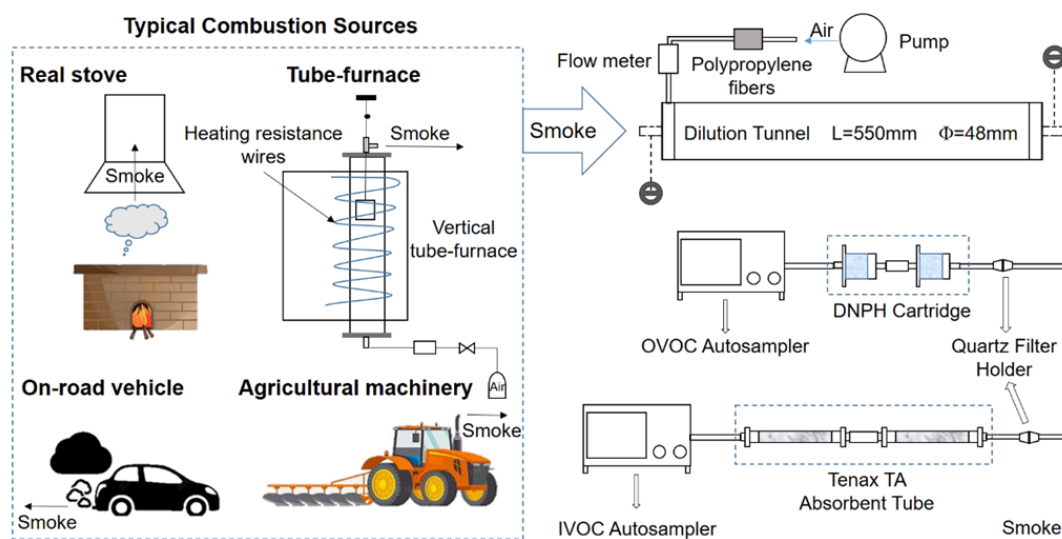 Typical Combustion Sources
Real stove
Smoke
Tube-furnace
Heating resistance
wires
Smoke
Vertical
tube-furnace
Air
On-road vehicle
Smoke
Agricultural machinery
Smoke
Smoke
Flow meter
Polypropylene
fibers
Air
Pump
Dilution Tunnel L=550mm Φ=48mm
DNPH Cartridge
OVOC Autosampler
Quartz Filter
Holder
Tenax TA
Absorbent Tube
IVOC Autosampler
Smoke